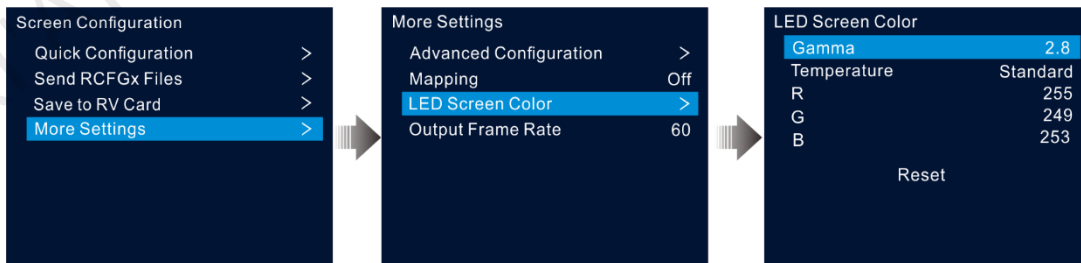 Screen Configuration
Quick Configuration >
Send RCFGx Files >
Save to RV Card >
More Settings >
More Settings
Advanced Configuration >
Mapping Off
LED Screen Color >
Output Frame Rate 60
LED Screen Color
Gamma 2.8
Temperature Standard
R 255
G 249
B 253
Reset